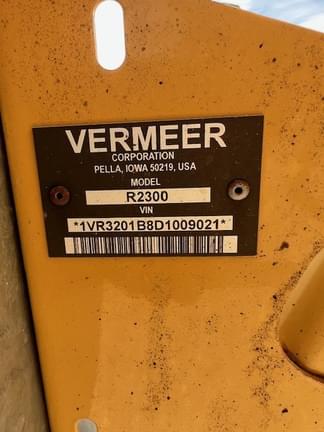 VERMEER
CORPORATION
PELLA, IOWA 50219, USA
MODEL
R2300
VIN
*1VR3201B8D1009021*